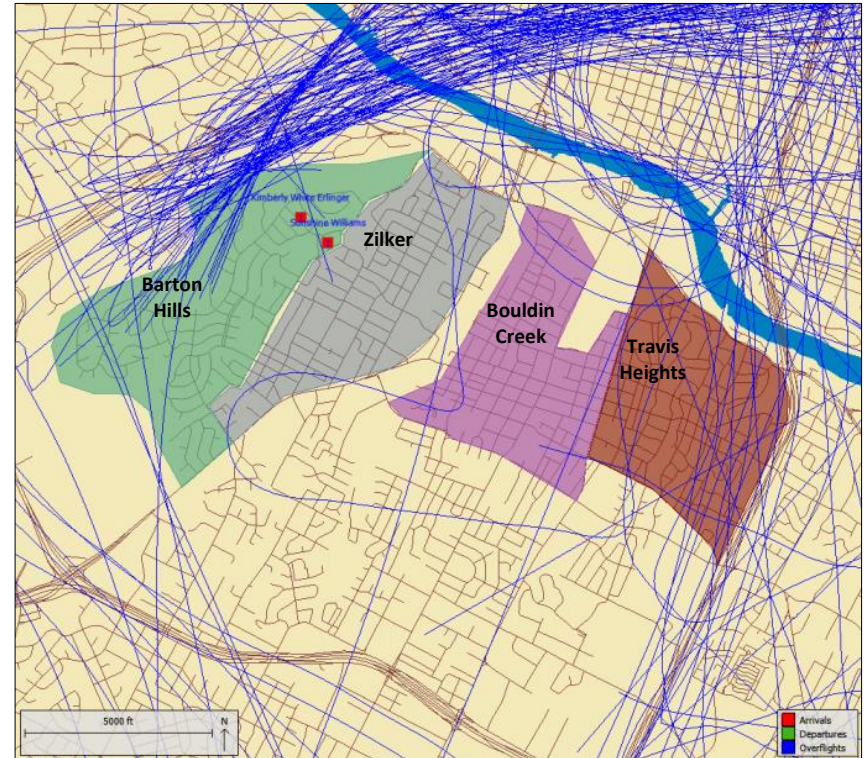 Kimberly White Erlinger
Sunshine Williams
Zilker
Barton
Hills
Bouldin
Creek
Travis
Heights
5000 ft
N
Arrivals
Departures
Overflights